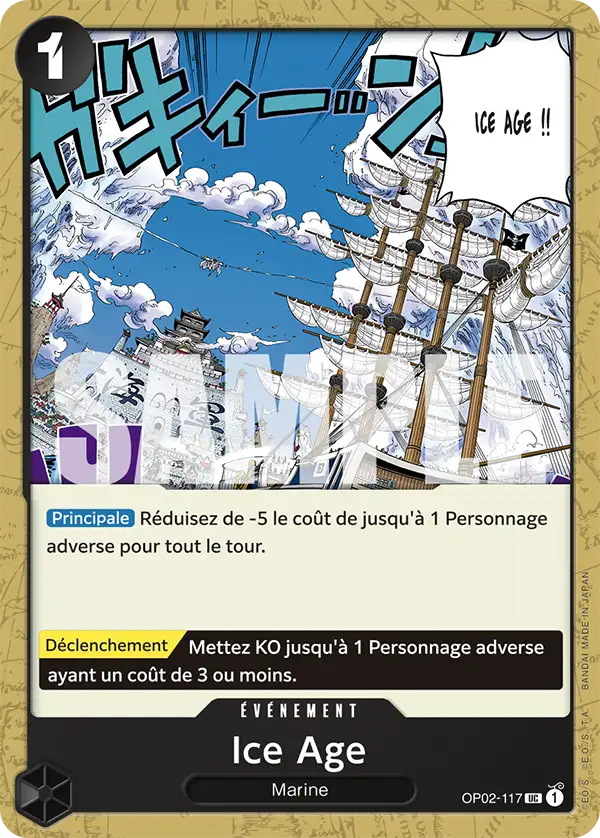 1
ガキィーン
ICE AGE !!
SAMPLE
Principale Réduisez de -5 le coût de jusqu'à 1 Personnage
adverse pour tout le tour.
Déclenchement Mettez KO jusqu'à 1 Personnage adverse
ayant un coût de 3 ou moins.
ÉVÉNEMENT
Ice Age
Marine
OP02-117 UC 1
BANDAI MADE IN JAPAN